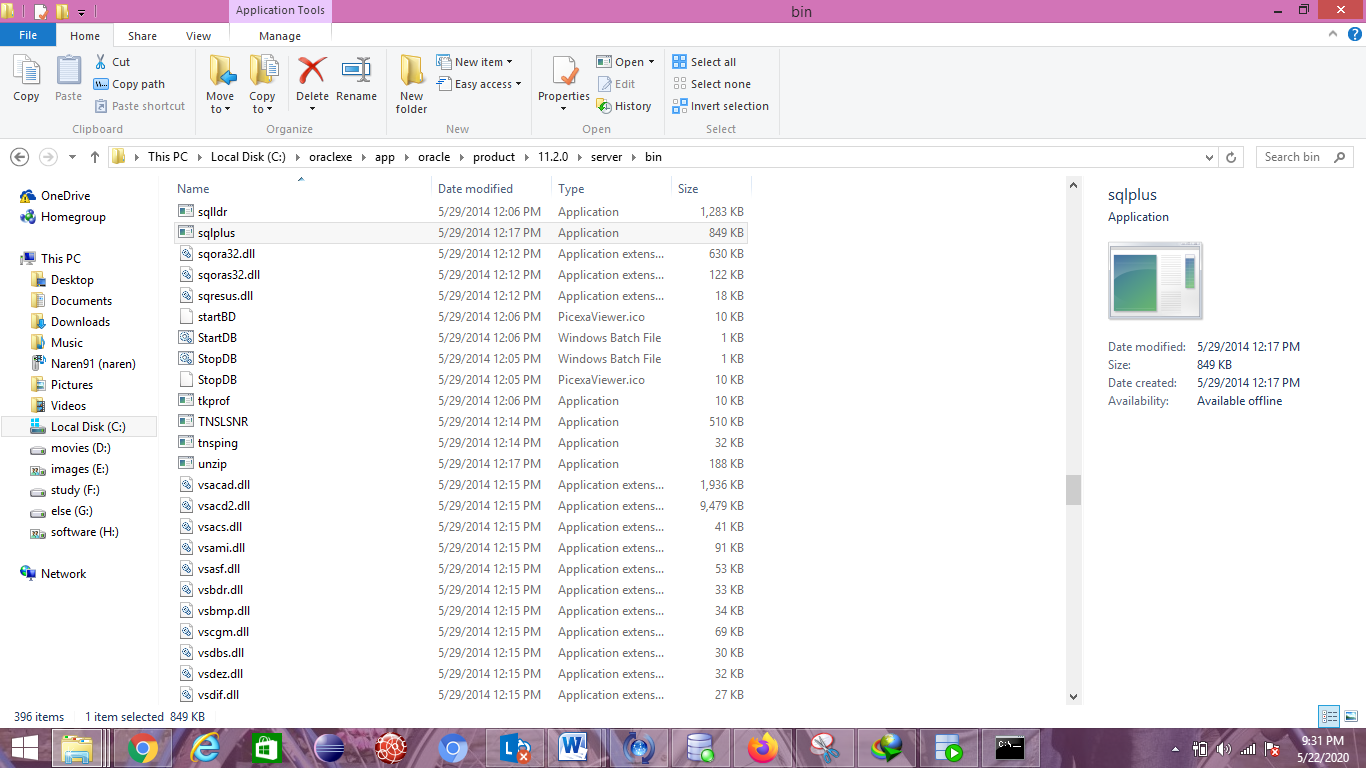 Application Tools
bin
File Home Share View Manage
Copy
Paste
Cut
Copy path
Paste shortcut
Clipboard
Move to
Copy to
Delete
Rename
Organize
New folder
New item
Easy access
New
Properties
Open
Edit
History
Open
Select all
Select none
Invert selection
Select
This PC Local Disk (C:) oraclexe app oracle product 11.2.0 server bin
Search bin
OneDrive
Homegroup
This PC
Desktop
Documents
Downloads
Music
Naren91 (naren)
Pictures
Videos
Local Disk (C:)
movies (D:)
images (E:)
study (F:)
else (G:)
software (H:)
Network
Name Date modified Type Size
sqlldr 5/29/2014 12:06 PM Application 1,283 KB
sqlplus 5/29/2014 12:17 PM Application 849 KB
sqora32.dll 5/29/2014 12:12 PM Application extens... 630 KB
sqoras32.dll 5/29/2014 12:12 PM Application extens... 122 KB
sqresus.dll 5/29/2014 12:12 PM Application extens... 18 KB
startBD 5/29/2014 12:06 PM PicexaViewer.ico 10 KB
StartDB 5/29/2014 12:06 PM Windows Batch File 1 KB
StopDB 5/29/2014 12:05 PM Windows Batch File 1 KB
StopDB 5/29/2014 12:05 PM PicexaViewer.ico 10 KB
tkprof 5/29/2014 12:06 PM Application 10 KB
TNSLSNR 5/29/2014 12:14 PM Application 510 KB
tnsping 5/29/2014 12:14 PM Application 32 KB
unzip 5/29/2014 12:17 PM Application 188 KB
vsacad.dll 5/29/2014 12:15 PM Application extens... 1,936 KB
vsacd2.dll 5/29/2014 12:15 PM Application extens... 9,479 KB
vsacs.dll 5/29/2014 12:15 PM Application extens... 41 KB
vsami.dll 5/29/2014 12:15 PM Application extens... 91 KB
vsasf.dll 5/29/2014 12:15 PM Application extens... 53 KB
vsbdr.dll 5/29/2014 12:15 PM Application extens... 33 KB
vsbmp.dll 5/29/2014 12:15 PM Application extens... 34 KB
vscgm.dll 5/29/2014 12:15 PM Application extens... 69 KB
vsdbs.dll 5/29/2014 12:15 PM Application extens... 30 KB
vsdez.dll 5/29/2014 12:15 PM Application extens... 32 KB
vsdif.dll 5/29/2014 12:15 PM Application extens... 27 KB
sqlplus
Application
Date modified: 5/29/2014 12:17 PM
Size: 849 KB
Date created: 5/29/2014 12:17 PM
Availability: Available offline
396 items 1 item selected 849 KB
9:31 PM
5/22/2020